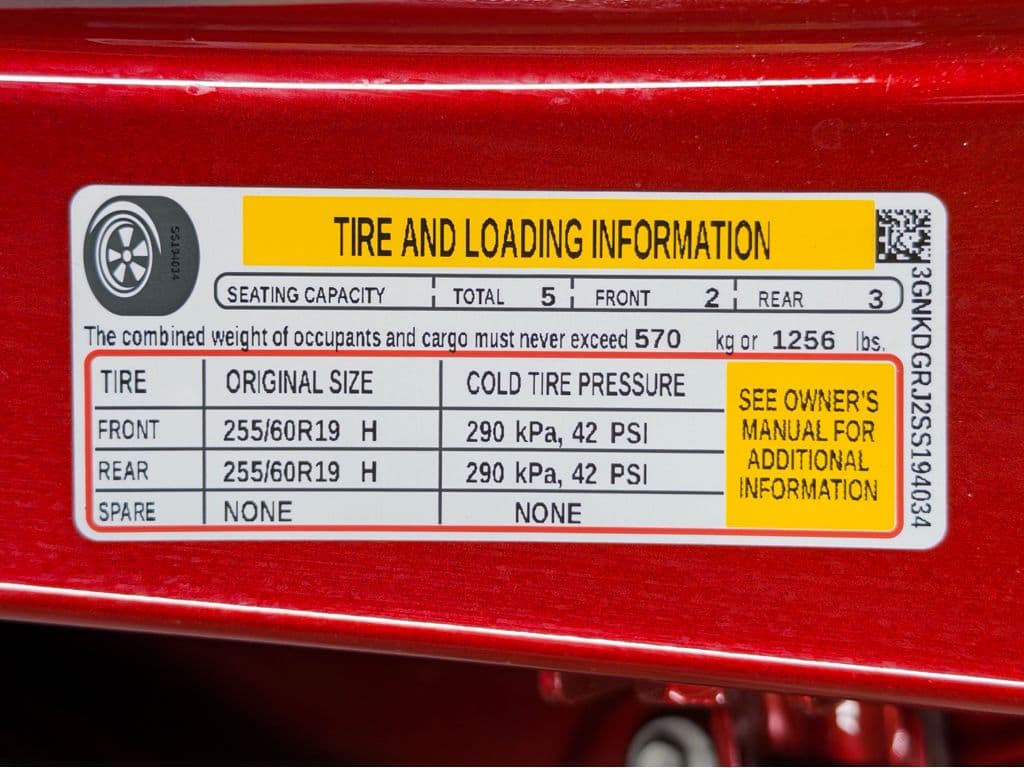 TIRE AND LOADING INFORMATION
SS194034
SEATING CAPACITY TOTAL 5 FRONT 2 REAR 3
The combined weight of occupants and cargo must never exceed 570 kg or 1256 lbs.
TIRE ORIGINAL SIZE COLD TIRE PRESSURE
FRONT 255/60R19 H 290 kPa, 42 PSI
REAR 255/60R19 H 290 kPa, 42 PSI
SPARE NONE NONE
SEE OWNER'S
MANUAL FOR
ADDITIONAL
INFORMATION
3GNKDGRJ2SS194034